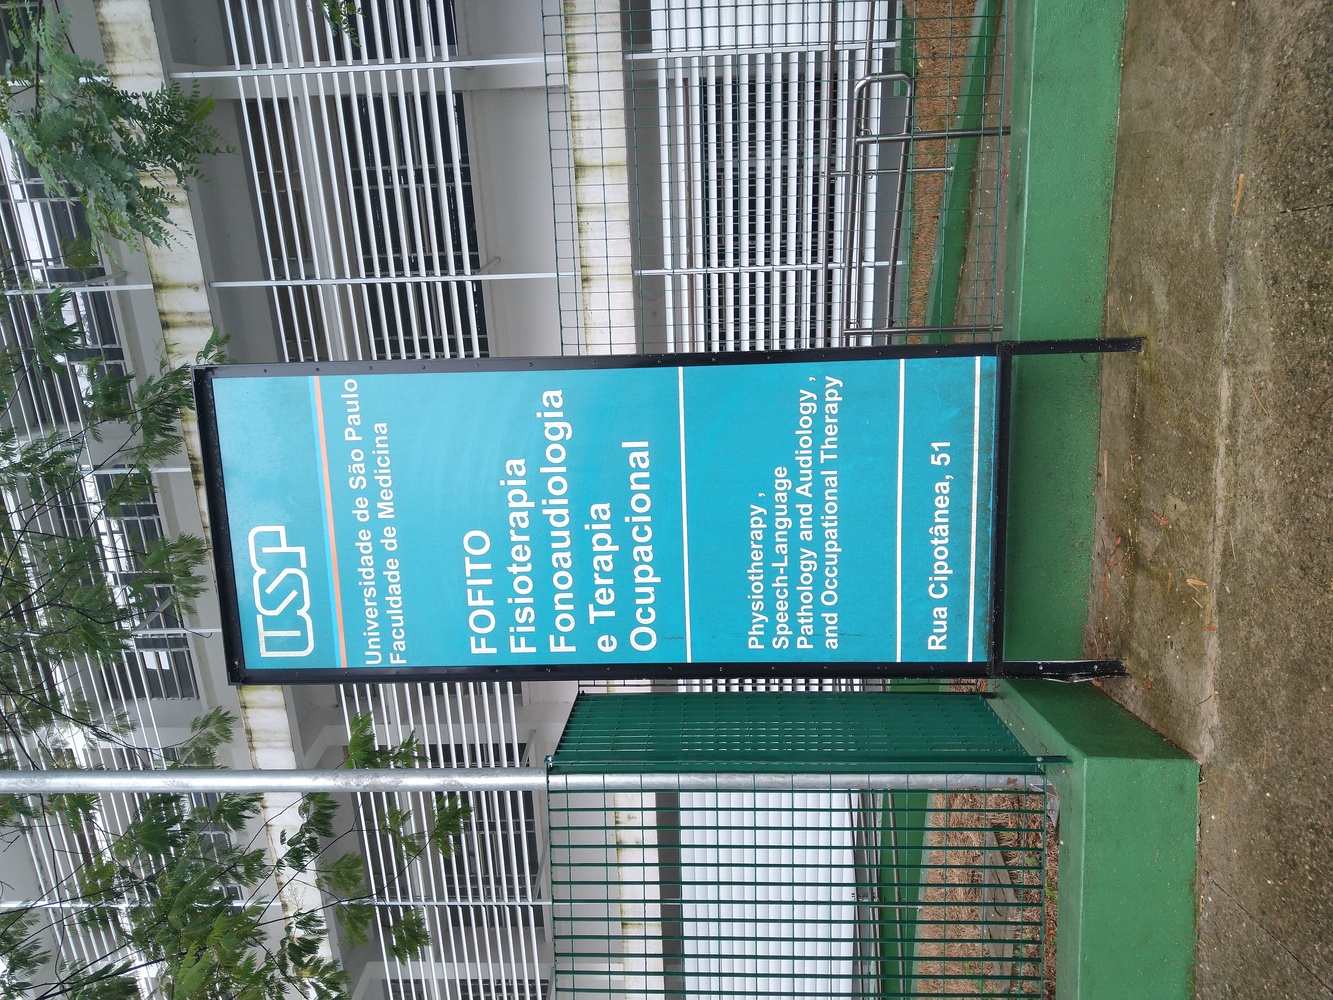 USP
Universidade de São Paulo
Faculdade de Medicina
FOFITO
Fisioterapia
Fonoaudiologia
e Terapia
Ocupacional
Physiotherapy ,
Speech-Language
Pathology and Audiology ,
and Occupational Therapy
Rua Cipotânea, 51